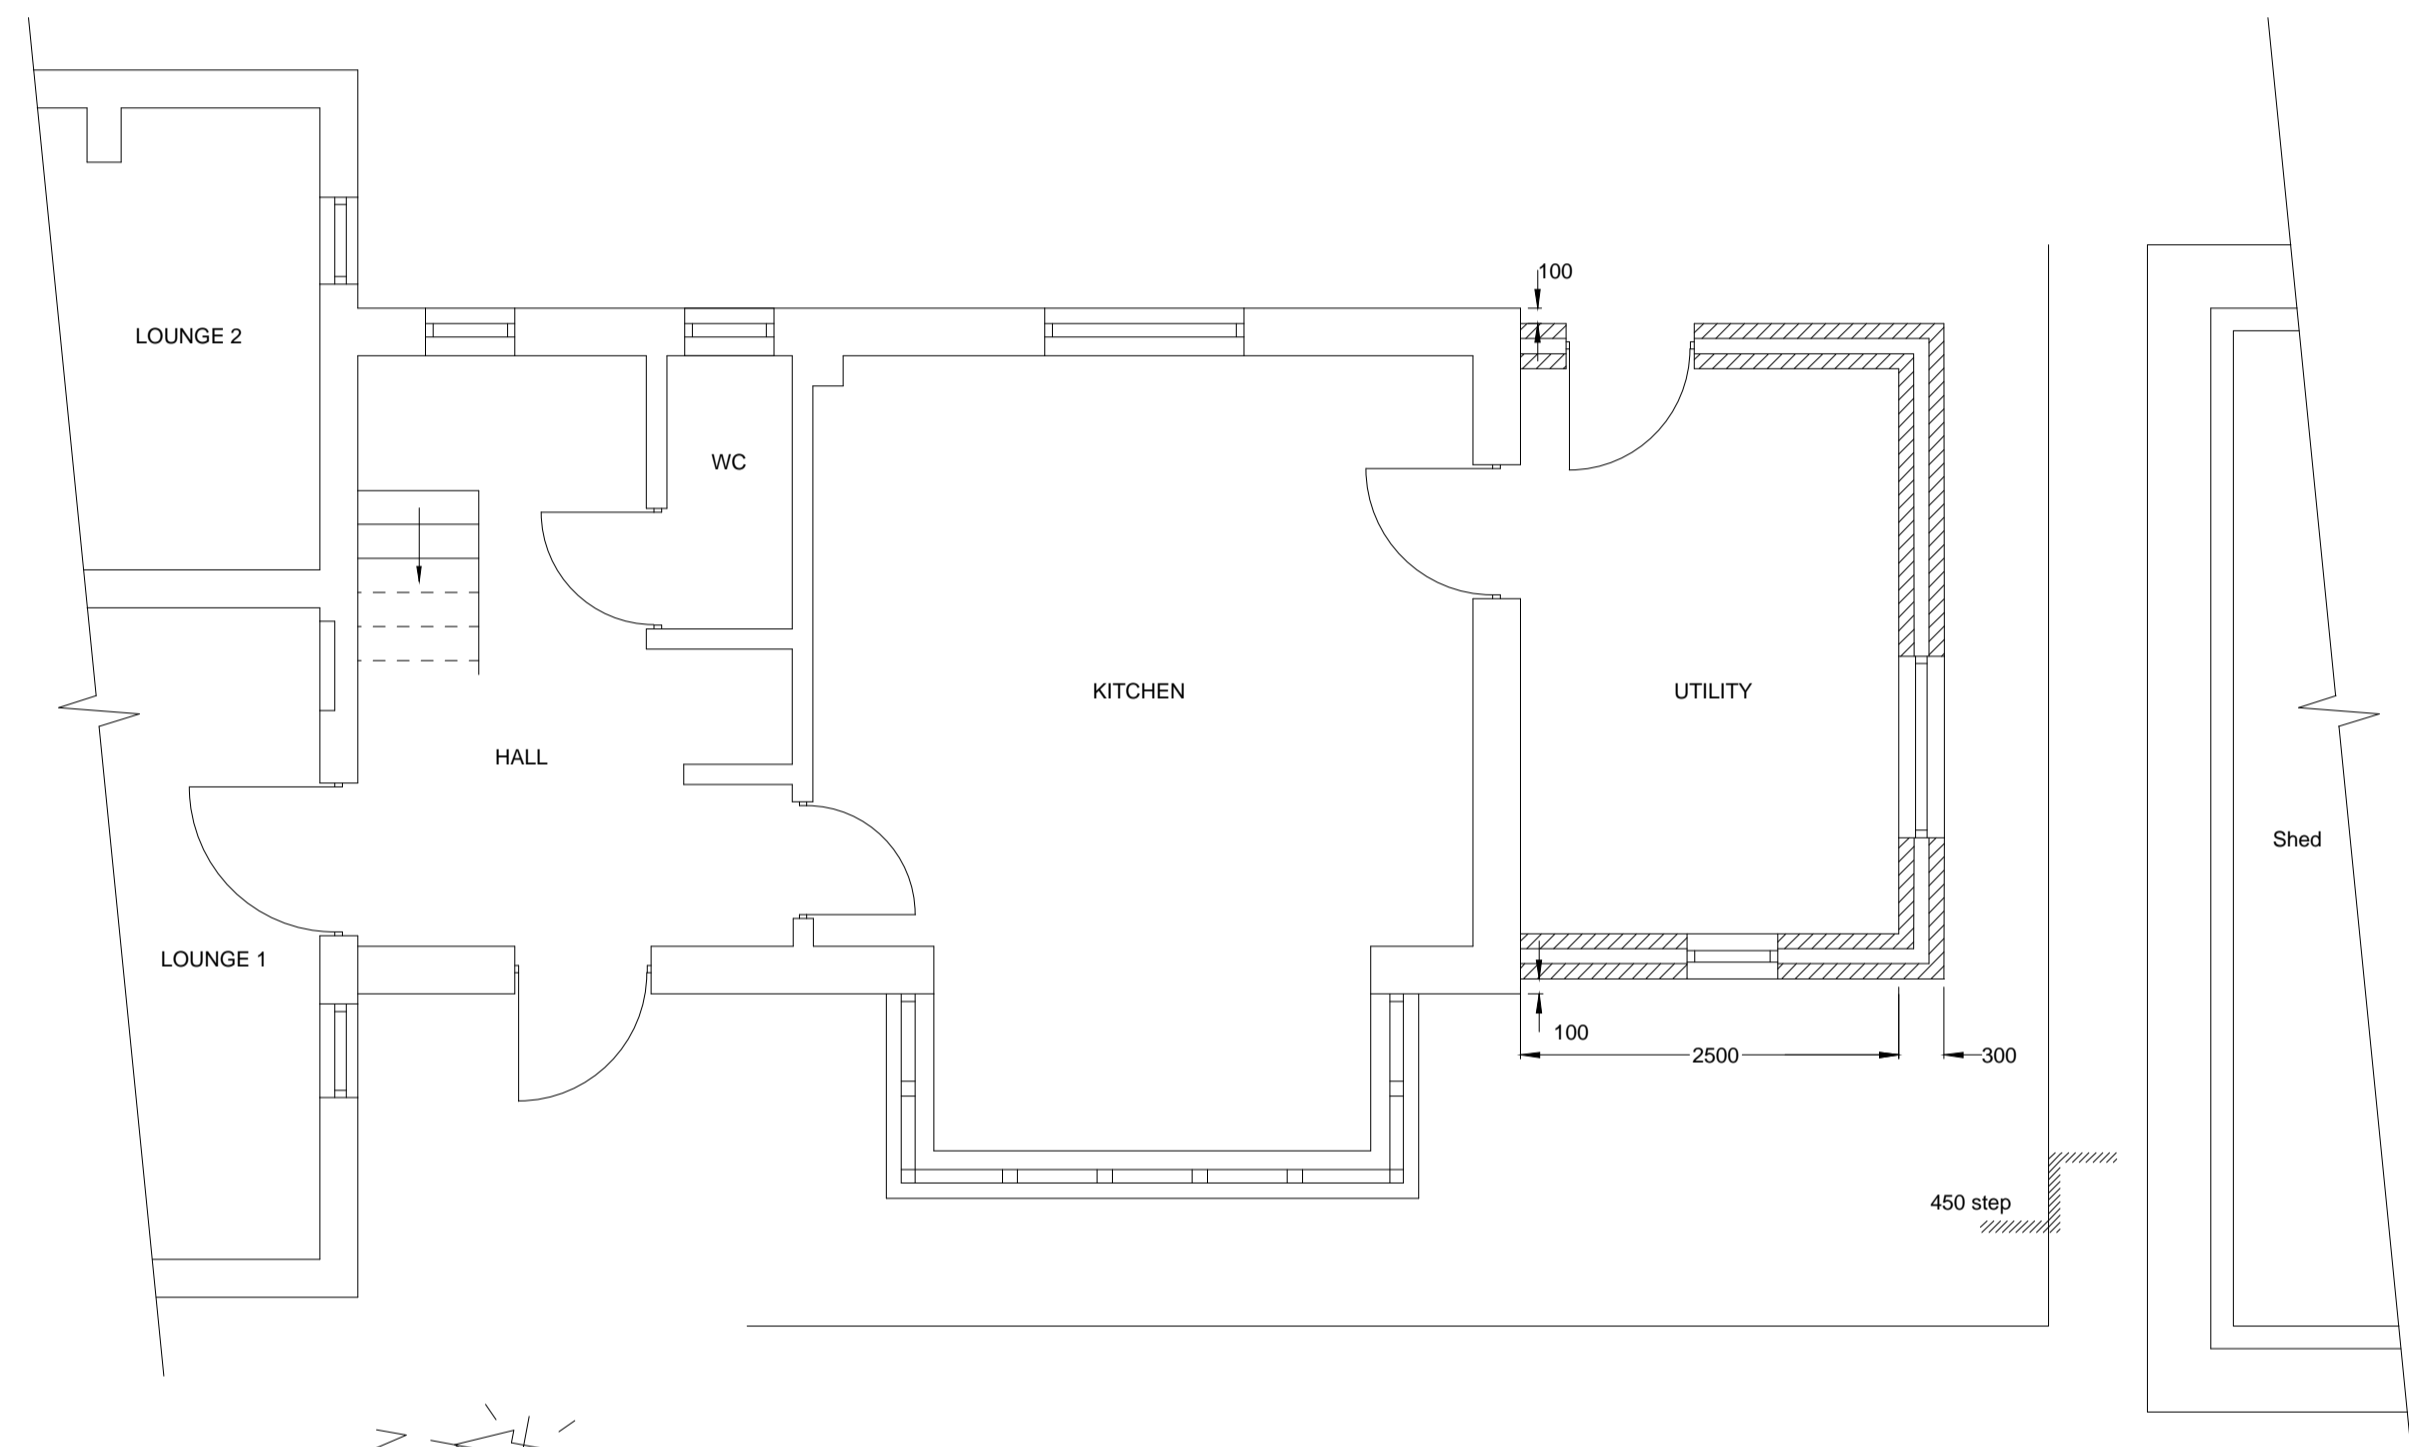 100
LOUNGE 2
WC
KITCHEN
UTILITY
HALL
Shed
LOUNGE 1
100
2500
300
450 step